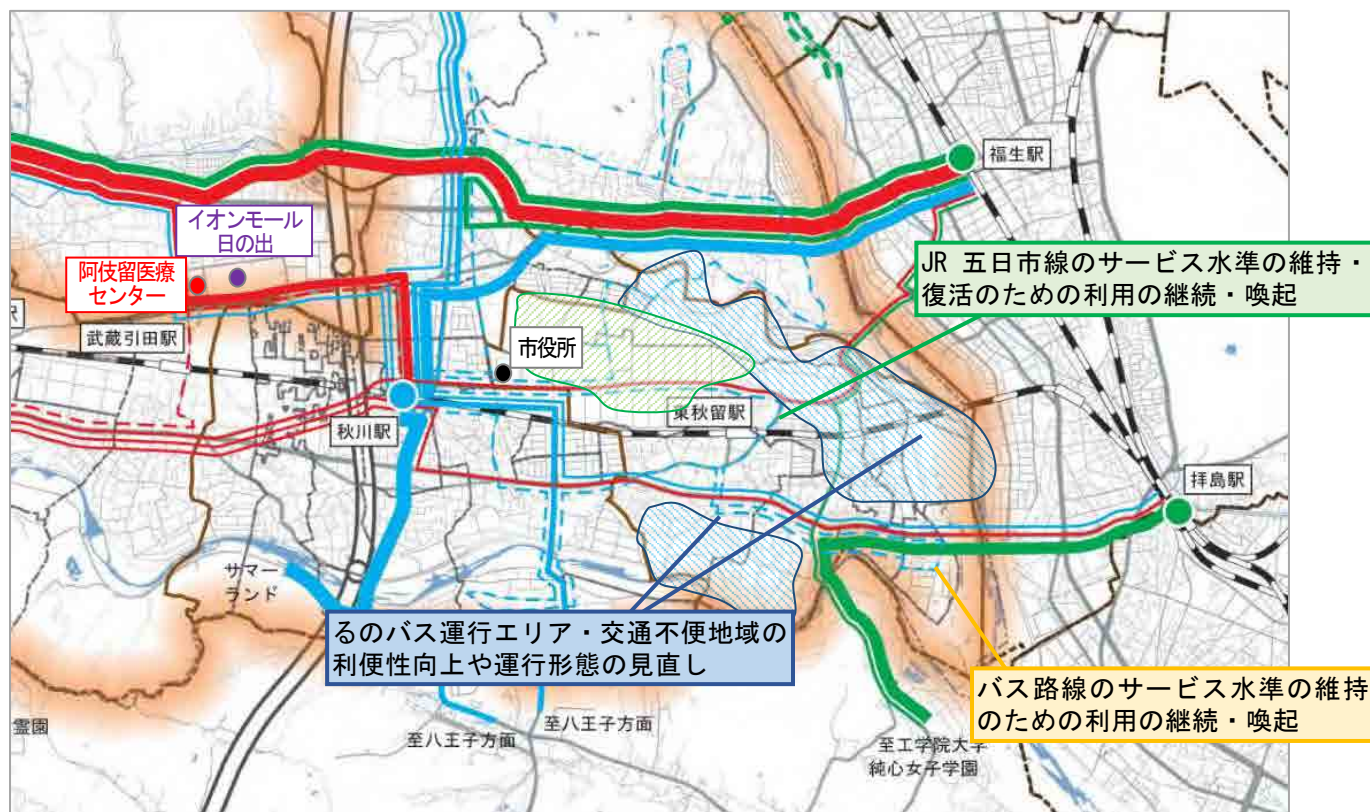 福生駅
イオンモール
日の出
阿伎留医療
センター
JR 五日市線のサービス水準の維持・
復活のための利用の継続・喚起
駅
武蔵引田駅
市役所
東秋留駅
秋川駅
拝島駅
サマー
ランド
るのバス運行エリア・交通不便地域の
利便性向上や運行形態の見直し
バス路線のサービス水準の維持
のための利用の継続・喚起
霊園
至八王子方面
至八王子方面
至工学院大学
純心女子学園